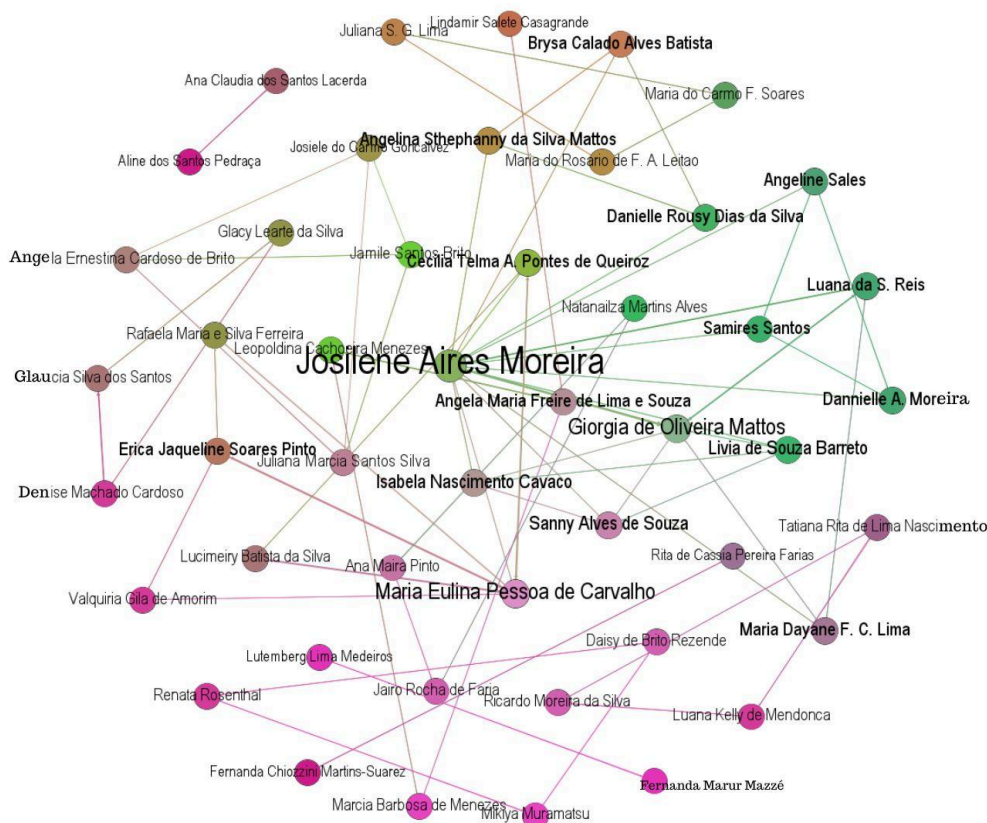 Juliana S. G. Lima
Lindamir Salete Casagrande
Brysa Calado Alves Batista
Ana Claudia dos Santos Lacerda
Maria do Carmo F. Soares
Angelina Sthephanny da Silva Mattos
Josiele do Carmo Goncalvez
Aline dos Santos Pedraça
Maria do Rosario de F. A. Leitao
Angeline Sales
Danielle Rousy Dias da Silva
Glacy Learte da Silva
Jamile Santos Brito
Angela Ernestina Cardoso de Brito
Cecilia Telma A. Pontes de Queiroz
Luana da S. Reis
Natanailza Martins Alves
Samires Santos
Rafaela Maria e Silva Ferreira
Leopoldina Cachoeira Menezes
Josilene Aires Moreira
Glaucia Silva dos Santos
Angela Maria Freire de Lima e Souza
Dannielle A. Moreira
Giorgia de Oliveira Mattos
Erica Jaqueline Soares Pinto
Livia de Souza Barreto
Juliana Marcia Santos Silva
Isabela Nascimento Cavaco
Denise Machado Cardoso
Sanny Alves de Souza
Tatiana Rita de Lima Nascimento
Lucimeiry Batista da Silva
Rita de Cassia Pereira Farias
Ana Maira Pinto
Maria Eulina Pessoa de Carvalho
Valquiria Gila de Amorim
Maria Dayane F. C. Lima
Daisy de Brito Rezende
Lutemberg Lima Medeiros
Renata Rosenthal
Jairo Rocha de Faria
Ricardo Moreira da Silva
Luana Kelly de Mendonca
Fernanda Chiozzini Martins-Suarez
Fernanda Marur Mazzé
Marcia Barbosa de Menezes
Mikiya Muramatsu